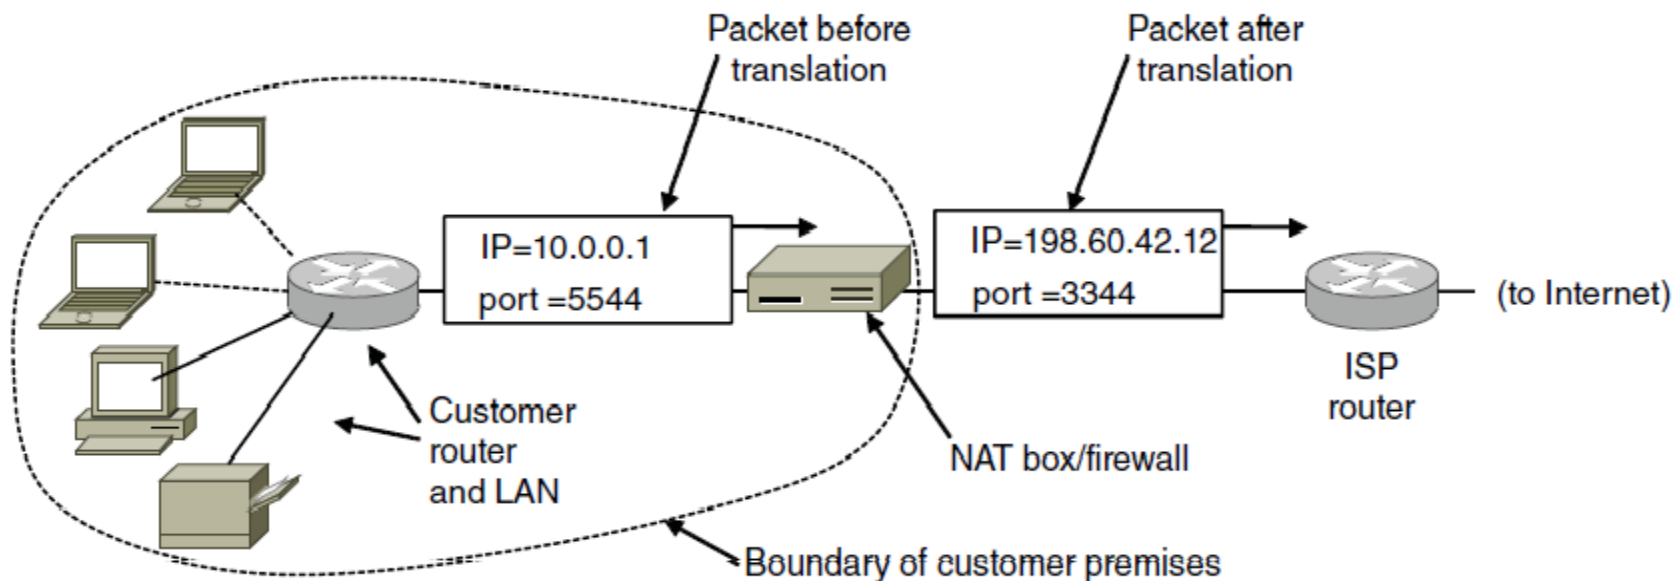 Packet before
translation
Packet after
translation
IP=10.0.0.1
port =5544
IP=198.60.42.12
port =3344
(to Internet)
ISP
router
Customer
router
and LAN
NAT box/firewall
Boundary of customer premises